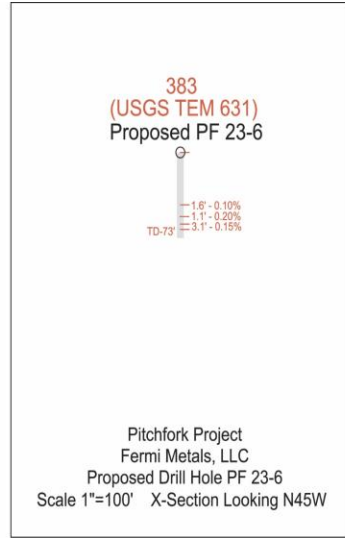 383
(USGS TEM 631)
Proposed PF 23-6
1.6' - 0.10%
1.1' - 0.20%
3.1' - 0.15%
TD-73'
Pitchfork Project
Fermi Metals, LLC
Proposed Drill Hole PF 23-6
Scale 1"=100' X-Section Looking N45W